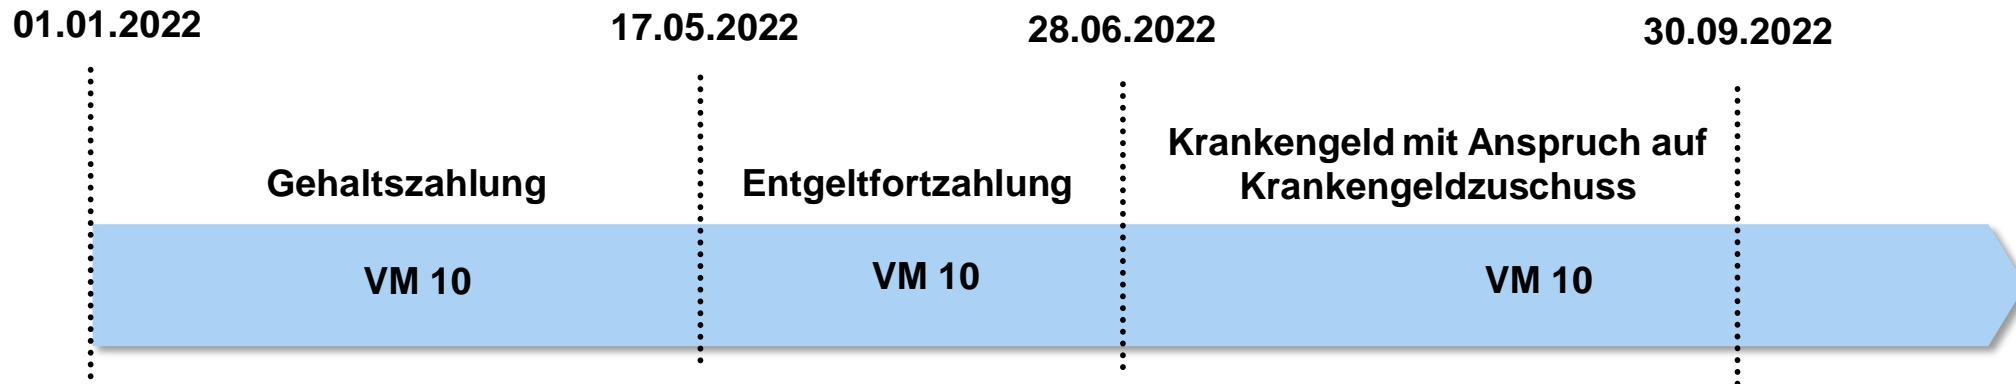 01.01.2022
17.05.2022
28.06.2022
30.09.2022
Gehaltszahlung
Entgeltfortzahlung
Krankengeld mit Anspruch auf
Krankengeldzuschuss
VM 10
VM 10
VM 10